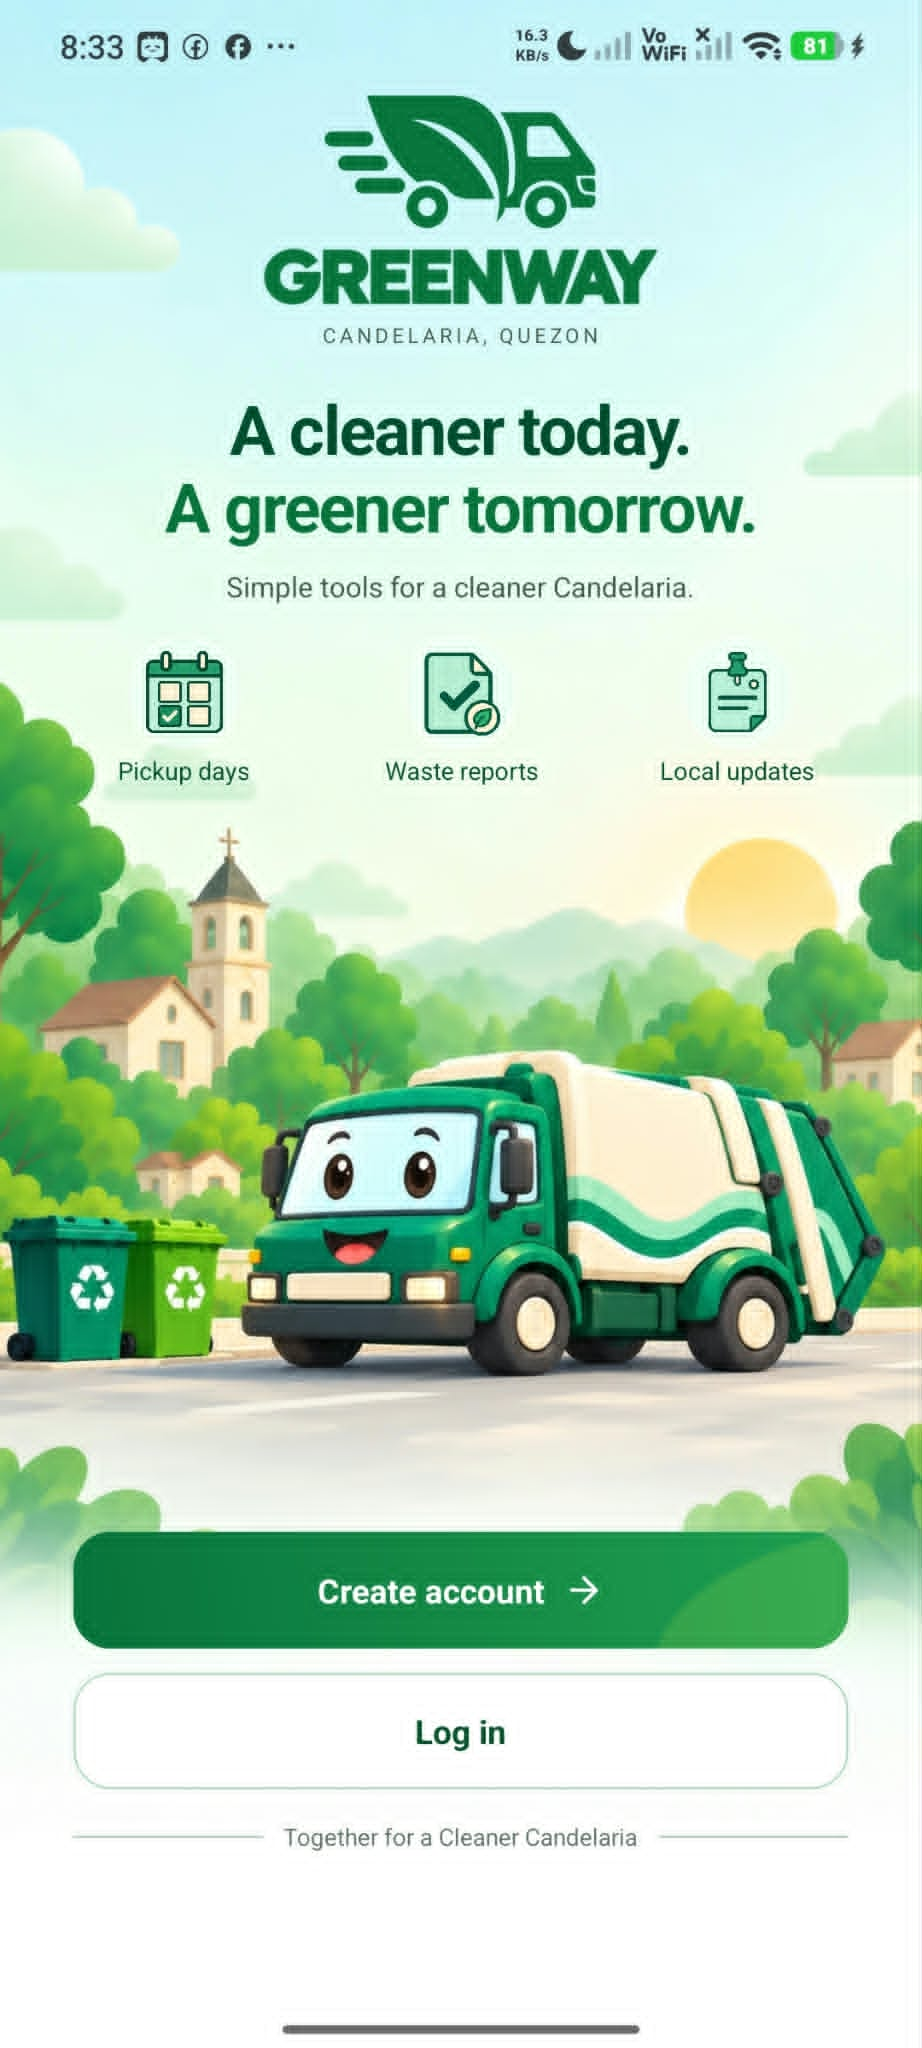 8:33
16.3
KB/s
Vo
WiFi
81
GREENWAY
CANDELARIA, QUEZON
A cleaner today.
A greener tomorrow.
Simple tools for a cleaner Candelaria.
Pickup days
Waste reports
Local updates
Create account →
Log in
Together for a Cleaner Candelaria